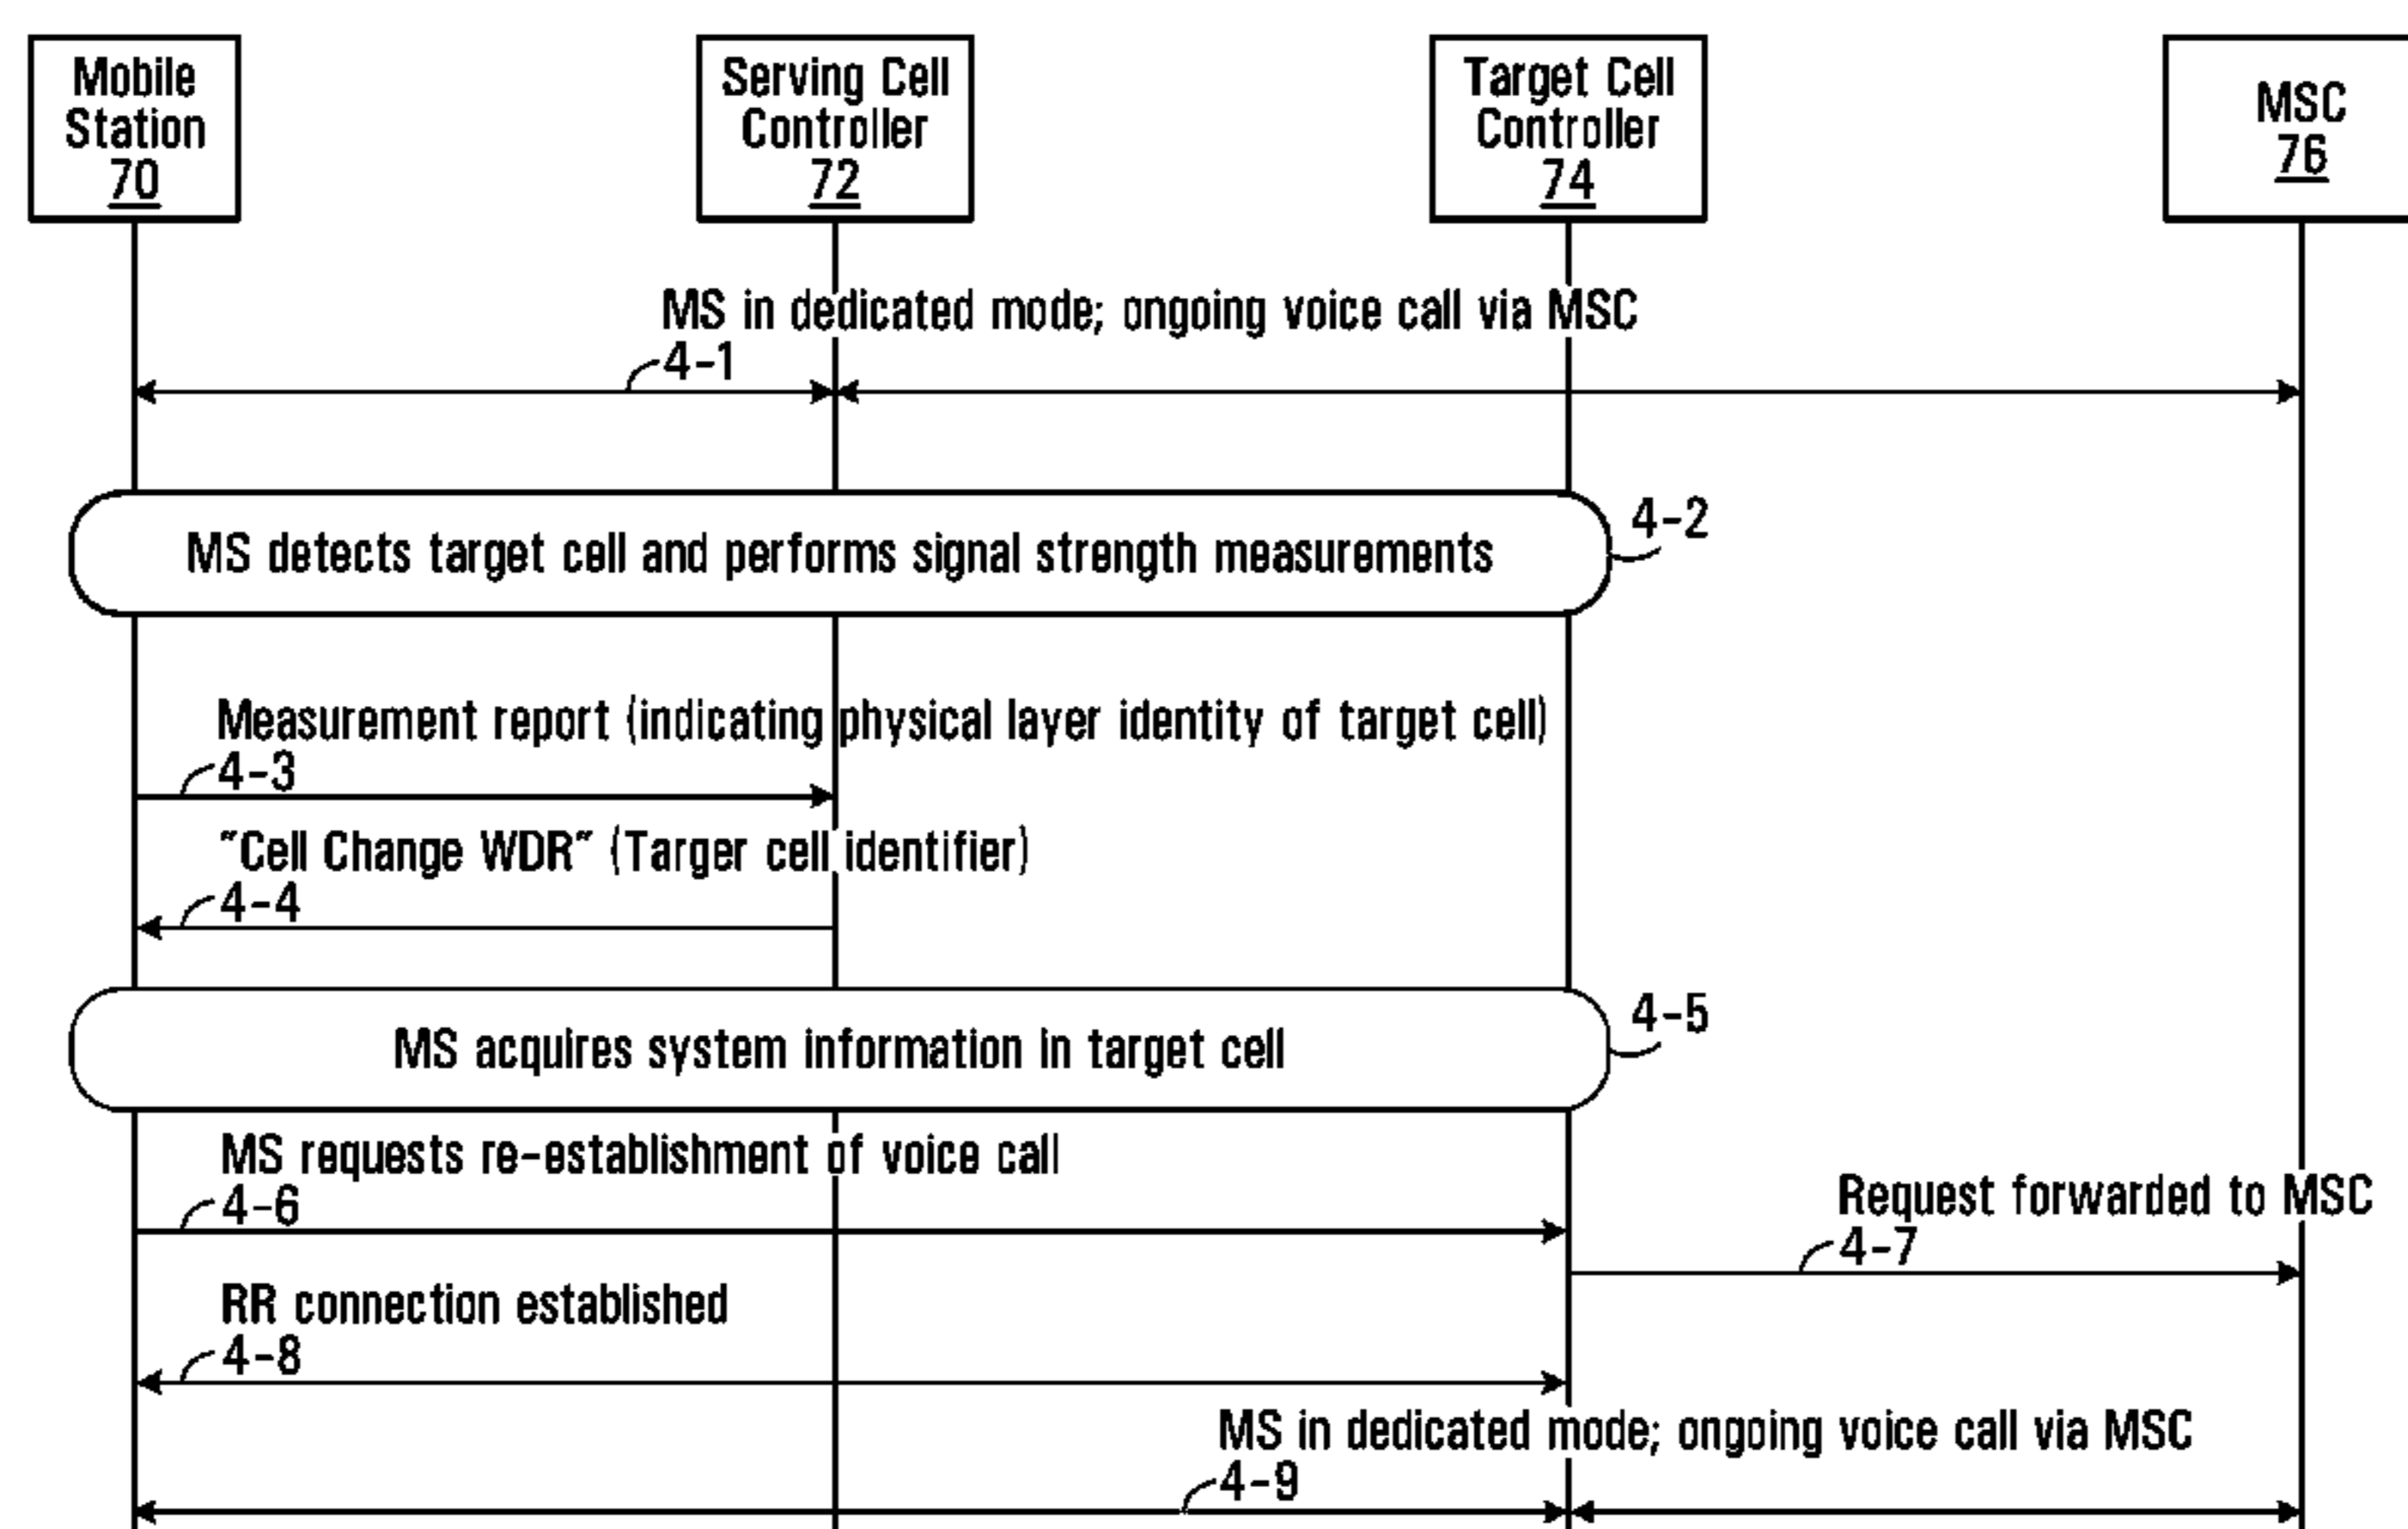 Mobile
Station
70
Serving Cell
Controller
72
Target Cell
Controller
74
MSC
76
MS in dedicated mode; ongoing voice call via MSC
4-1
MS detects target cell and performs signal strength measurements
4-2
Measurement report (indicating physical layer identity of target cell)
4-3
"Cell Change WDR" (Targer cell identifier)
4-4
MS acquires system information in target cell
4-5
MS requests re-establishment of voice call
4-6
Request forwarded to MSC
4-7
RR connection established
4-8
MS in dedicated mode; ongoing voice call via MSC
4-9